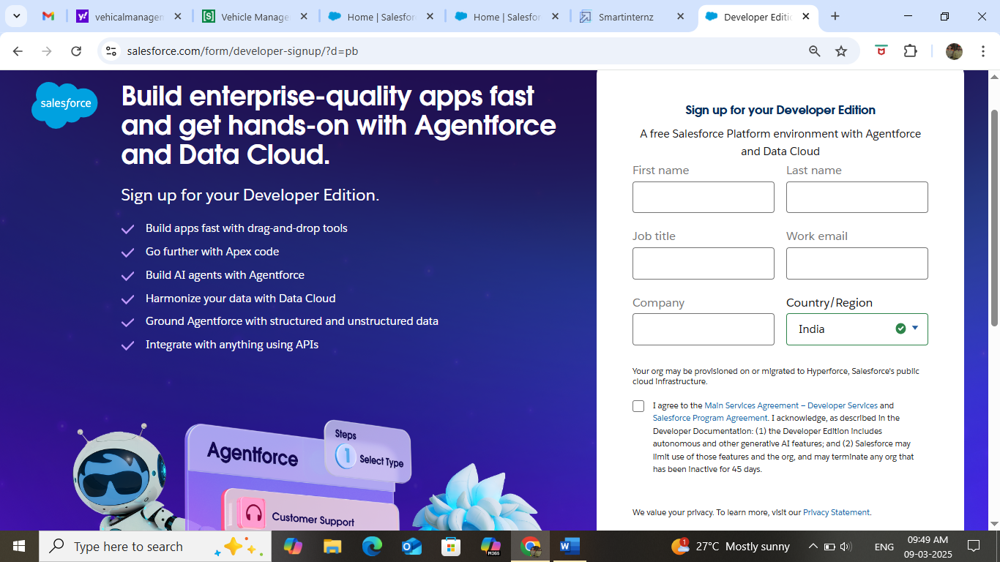 vehicalmanagem
Vehicle Manage
Home | Salesfor
Home | Salesfor
Smartinternz
Developer Editio
salesforce.com/form/developer-signup/?d=pb
salesforce
Build enterprise-quality apps fast
and get hands-on with Agentforce
and Data Cloud.
Sign up for your Developer Edition.
Build apps fast with drag-and-drop tools
Go further with Apex code
Build AI agents with Agentforce
Harmonize your data with Data Cloud
Ground Agentforce with structured and unstructured data
Integrate with anything using APIs
Agentforce
Steps
1
Select Type
Customer Support
Sign up for your Developer Edition
A free Salesforce Platform environment with Agentforce
and Data Cloud
First name
Last name
Job title
Work email
Company
Country/Region
India
Your org may be provisioned on or migrated to Hyperforce, Salesforce's public
cloud infrastructure.
I agree to the Main Services Agreement – Developer Services and
Salesforce Program Agreement. I acknowledge, as described in the
Developer Documentation: (1) the Developer Edition includes
autonomous and other generative AI features; and (2) Salesforce may
limit use of those features and the org, and may terminate any org that
has been inactive for 45 days.
We value your privacy. To learn more, visit our Privacy Statement.
Type here to search
M365
1
27°C Mostly sunny
ENG
09:49 AM
09-03-2025